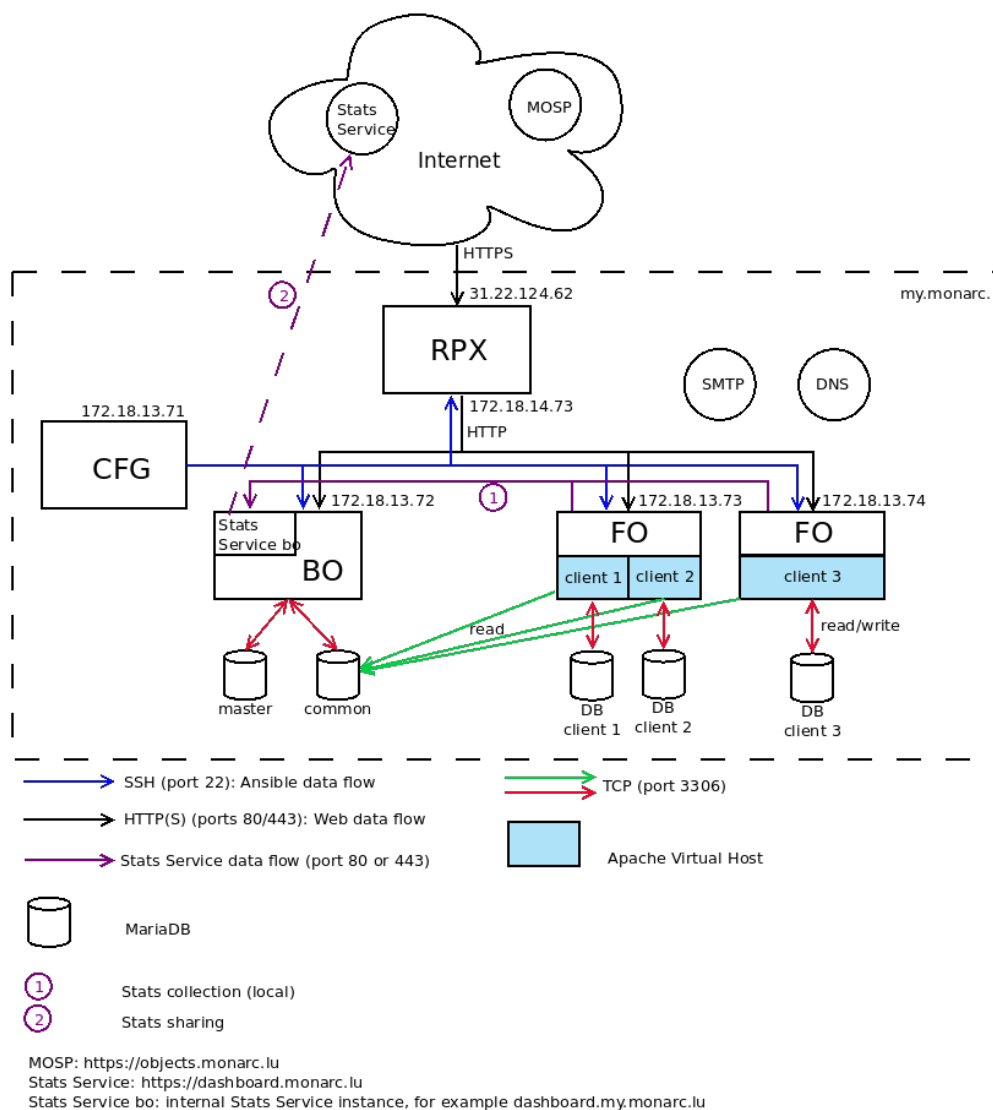 Stats
Service
MOSP
Internet
HTTPS
2
31.22.124.62
my.monarc.
RPX
SMTP
DNS
172.18.13.71
172.18.14.73
HTTP
CFG
1
172.18.13.72
172.18.13.73
172.18.13.74
Stats
Service bo
BO
FO
FO
client 1
client 2
client 3
read
read/write
master
common
DB
client 1
DB
client 2
DB
client 3
SSH (port 22): Ansible data flow
TCP (port 3306)
HTTP(S) (ports 80/443): Web data flow
Stats Service data flow (port 80 or 443)
Apache Virtual Host
MariaDB
1
Stats collection (local)
2
Stats sharing
MOSP: https://objects.monarc.lu
Stats Service: https://dashboard.monarc.lu
Stats Service bo: internal Stats Service instance, for example dashboard.my.monarc.lu